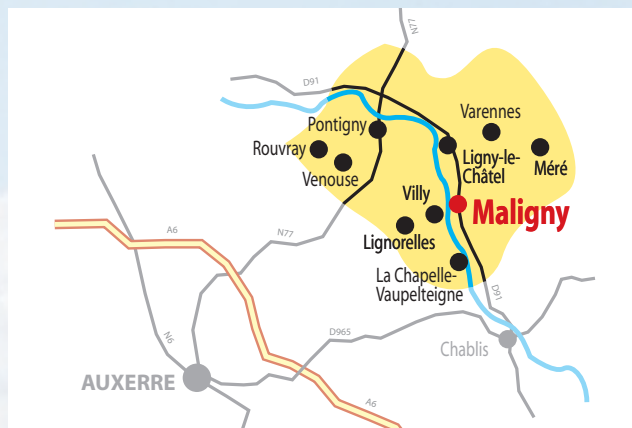 N77
D91
Varennes
Pontigny
Rouvray
Ligny-le-
Châtel
Méré
Venouse
Villy
Maligny
Lignorelles
A6
N77
La Chapelle-
Vaupelteigne
D91
N6
D965
Chablis
AUXERRE
A6